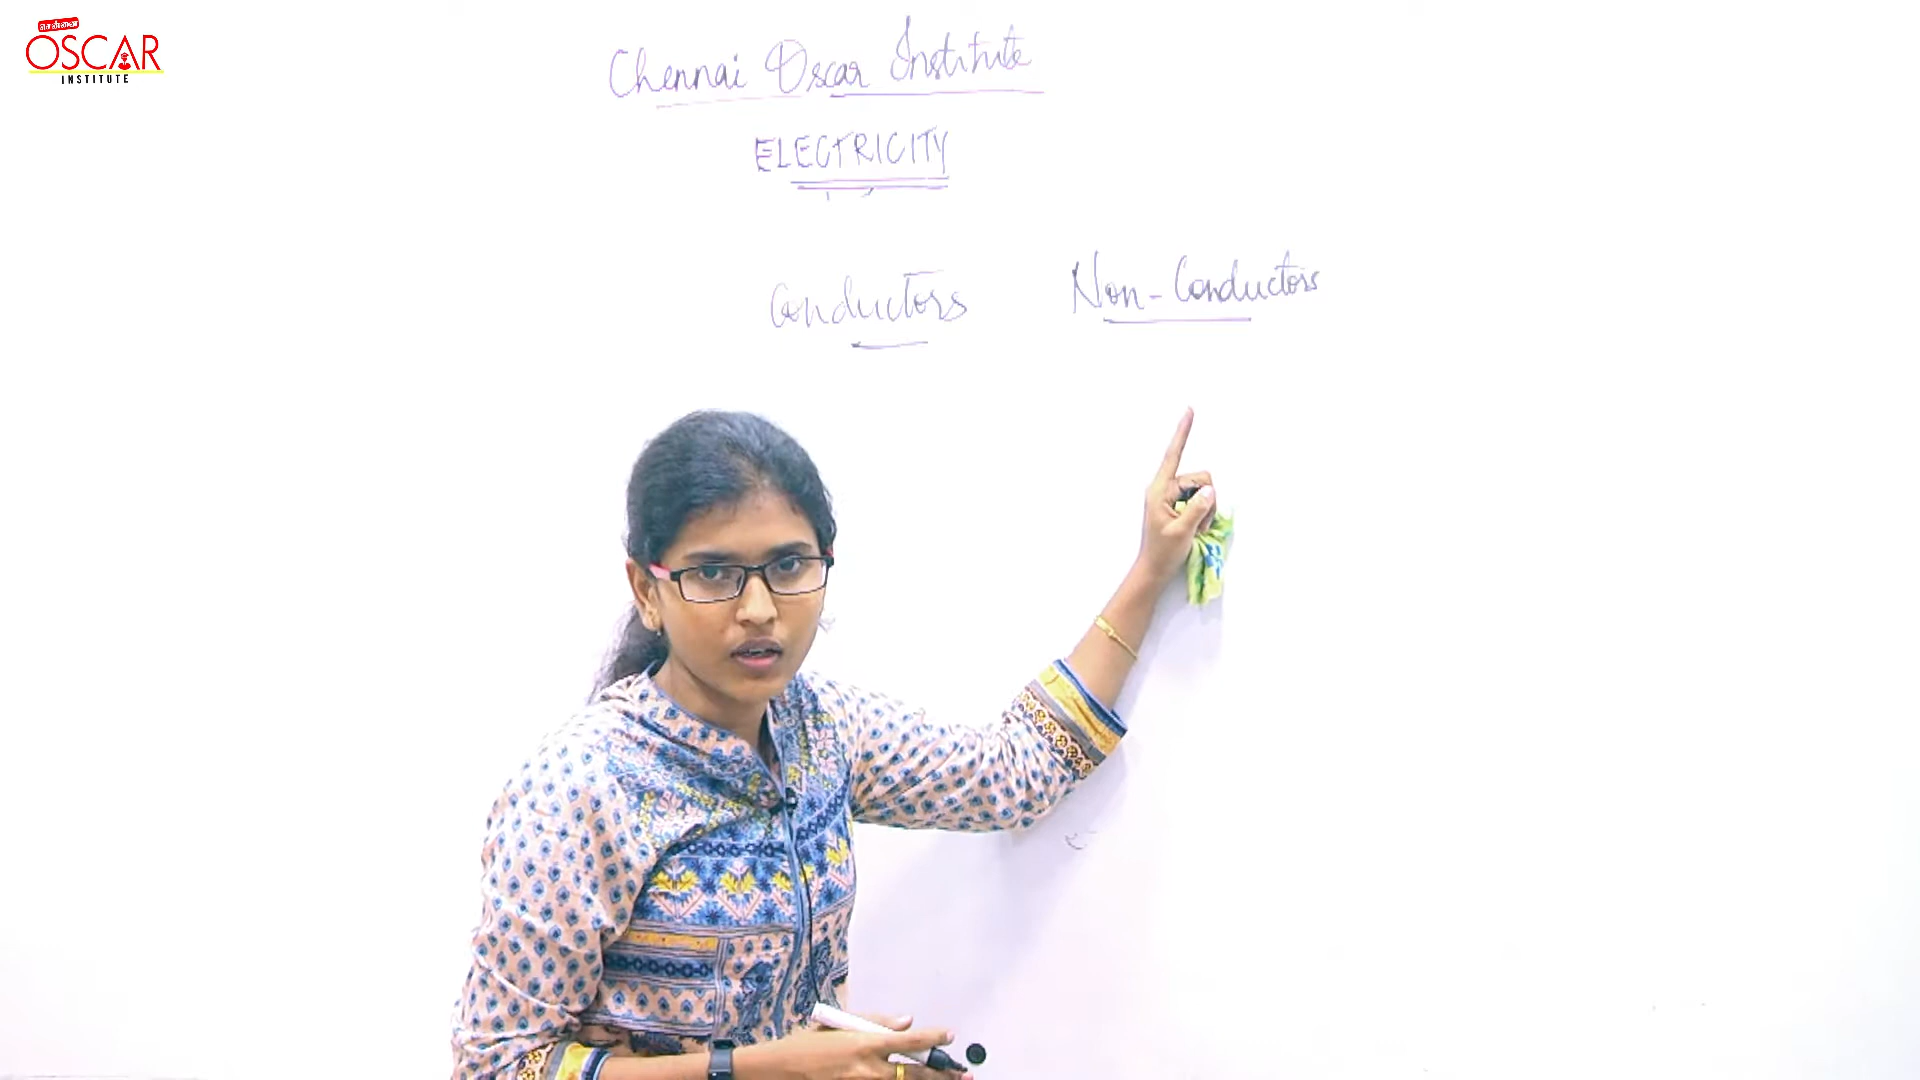 சென்னை
OSCAR
INSTITUTE
Chennai Oscar Institute
ELECTRICITY
Conductors Non-Conductors